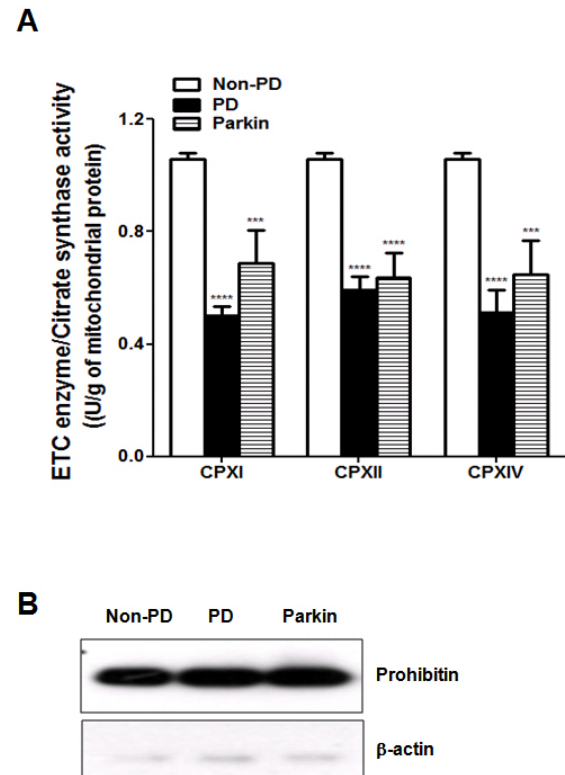 A
Non-PD
PD
Parkin
ETC enzyme/Citrate synthase activity
((U/g of mitochondrial protein)
1.2
0.8
0.4
0.0
****
***
****
****
****
***
CPXI
CPXII
CPXIV
B
Non-PD PD Parkin
Prohibitin
β-actin